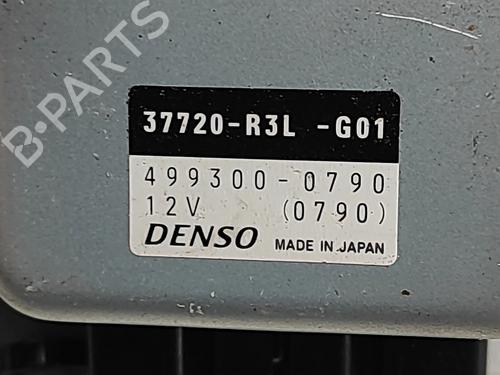 B-PARTS
37720-R3L -G01
499300-0790
12V (0790)
DENSO MADE IN JAPAN